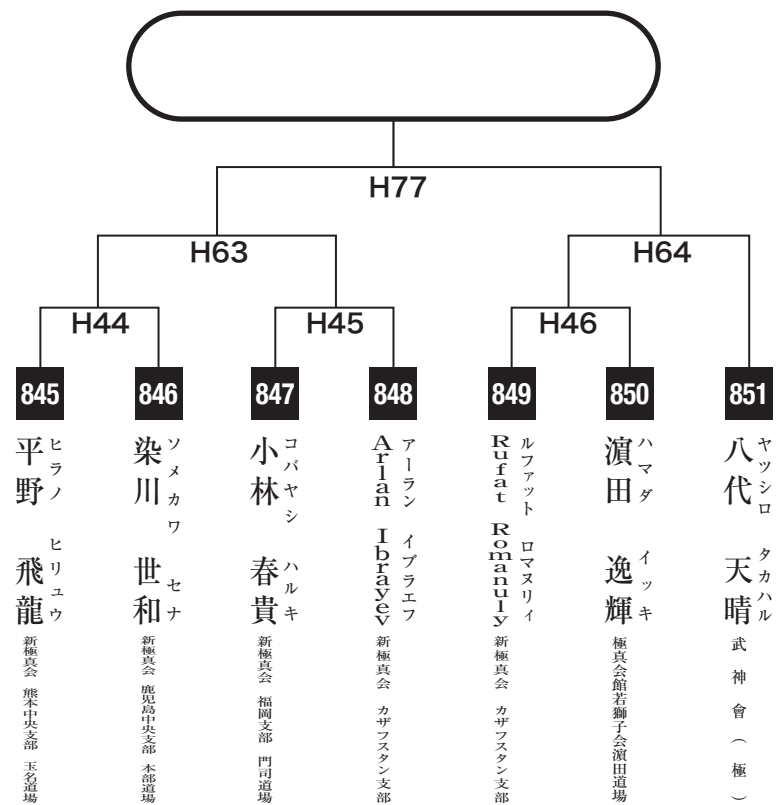 H77
H63
H64
H44
H45
H46
845
846
847
848
849
850
851
平野 飛龍
ヒラノ ヒリュウ
新極真会 熊本中央支部 玉名道場
染川 世和
ソメカワ セナ
新極真会 鹿児島中央支部 本部道場
小林 春貴
コバヤシ ハルキ
新極真会 福岡支部 門司道場
Arlan Ibrayev
アーラン イブラエフ
新極真会 カザフスタン支部
Rufat Romanuly
ルファット ロマヌリィ
新極真会 カザフスタン支部
濵田 逸輝
ハマダ イッキ
極真会館若獅子会濵田道場
八代 天晴
ヤツシロ タカハル
武神會(極)